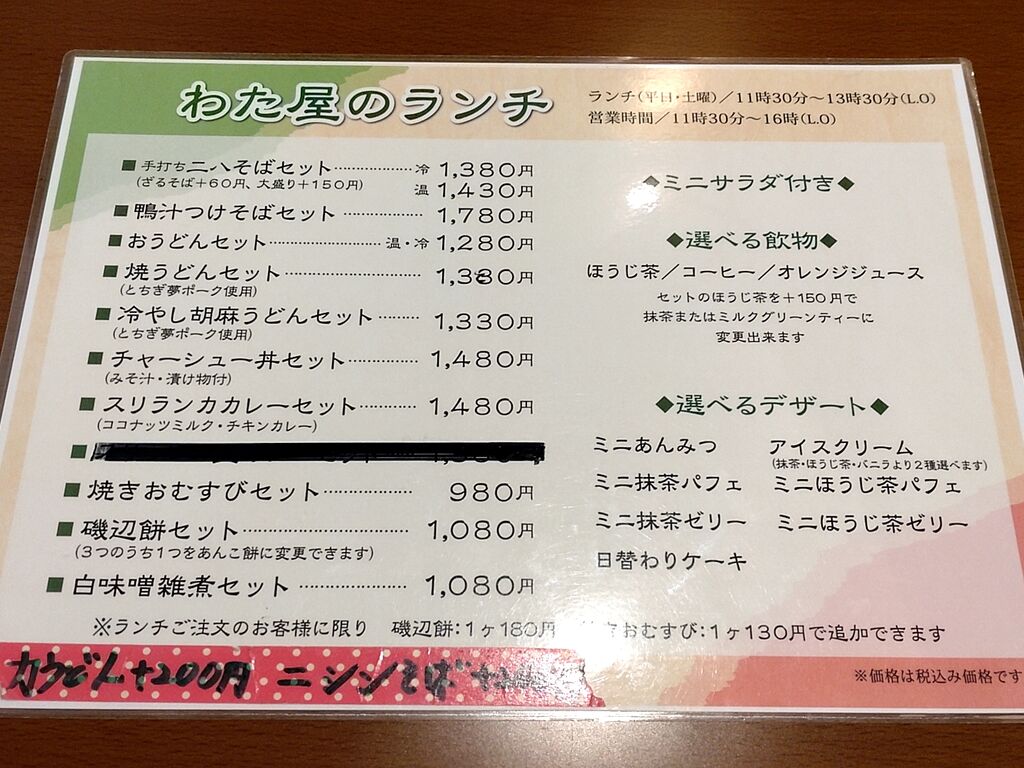 わた屋のランチ
ランチ(平日・土曜)／11時30分～13時30分(L.O)
営業時間／11時30分～16時(L.O)
■手打ち二八そばセット……………冷 1,380円
(ざるそば＋60円、大盛り＋150円) 温 1,430円
■鴨汁つけそばセット……………1,780円
■おうどんセット……………温・冷 1,280円
■焼うどんセット……………1,380円
(とちぎ夢ポーク使用)
■冷やし胡麻うどんセット………1,330円
(とちぎ夢ポーク使用)
■チャーシュー丼セット…………1,480円
(みそ汁・漬け物付)
■スリランカカレーセット…………1,480円
(ココナッツミルク・チキンカレー)
■焼きおむすびセット……………980円
■磯辺餅セット……………1,080円
(3つのうち1つをあんこ餅に変更できます)
■白味噌雑煮セット……………1,080円
◆ミニサラダ付き◆
◆選べる飲物◆
ほうじ茶／コーヒー／オレンジジュース
セットのほうじ茶を＋150円で
抹茶またはミルクグリーンティーに
変更出来ます
◆選べるデザート◆
ミニあんみつ アイスクリーム
(抹茶・ほうじ茶・バニラより2種選べます)
ミニ抹茶パフェ ミニほうじ茶パフェ
ミニ抹茶ゼリー ミニほうじ茶ゼリー
日替わりケーキ
※ランチご注文のお客様に限り 磯辺餅：1ヶ180円 おむすび：1ヶ130円で追加できます
力うどん+200円 ニシンそば
※価格は税込み価格です